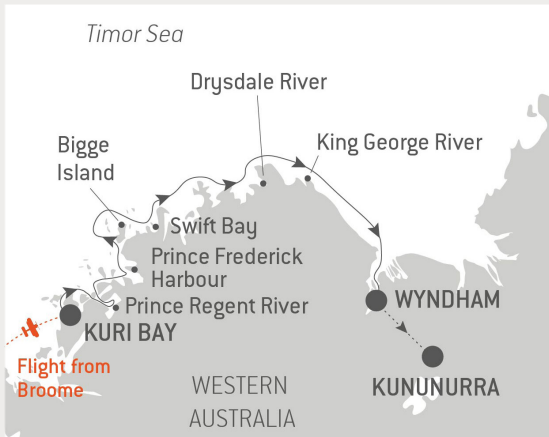 Timor Sea
Drysdale River
King George River
Bigge
Island
Swift Bay
Prince Frederick
Harbour
Prince Regent River
WYNDHAM
KURI BAY
Flight from
Broome
WESTERN
AUSTRALIA
KUNUNURRA